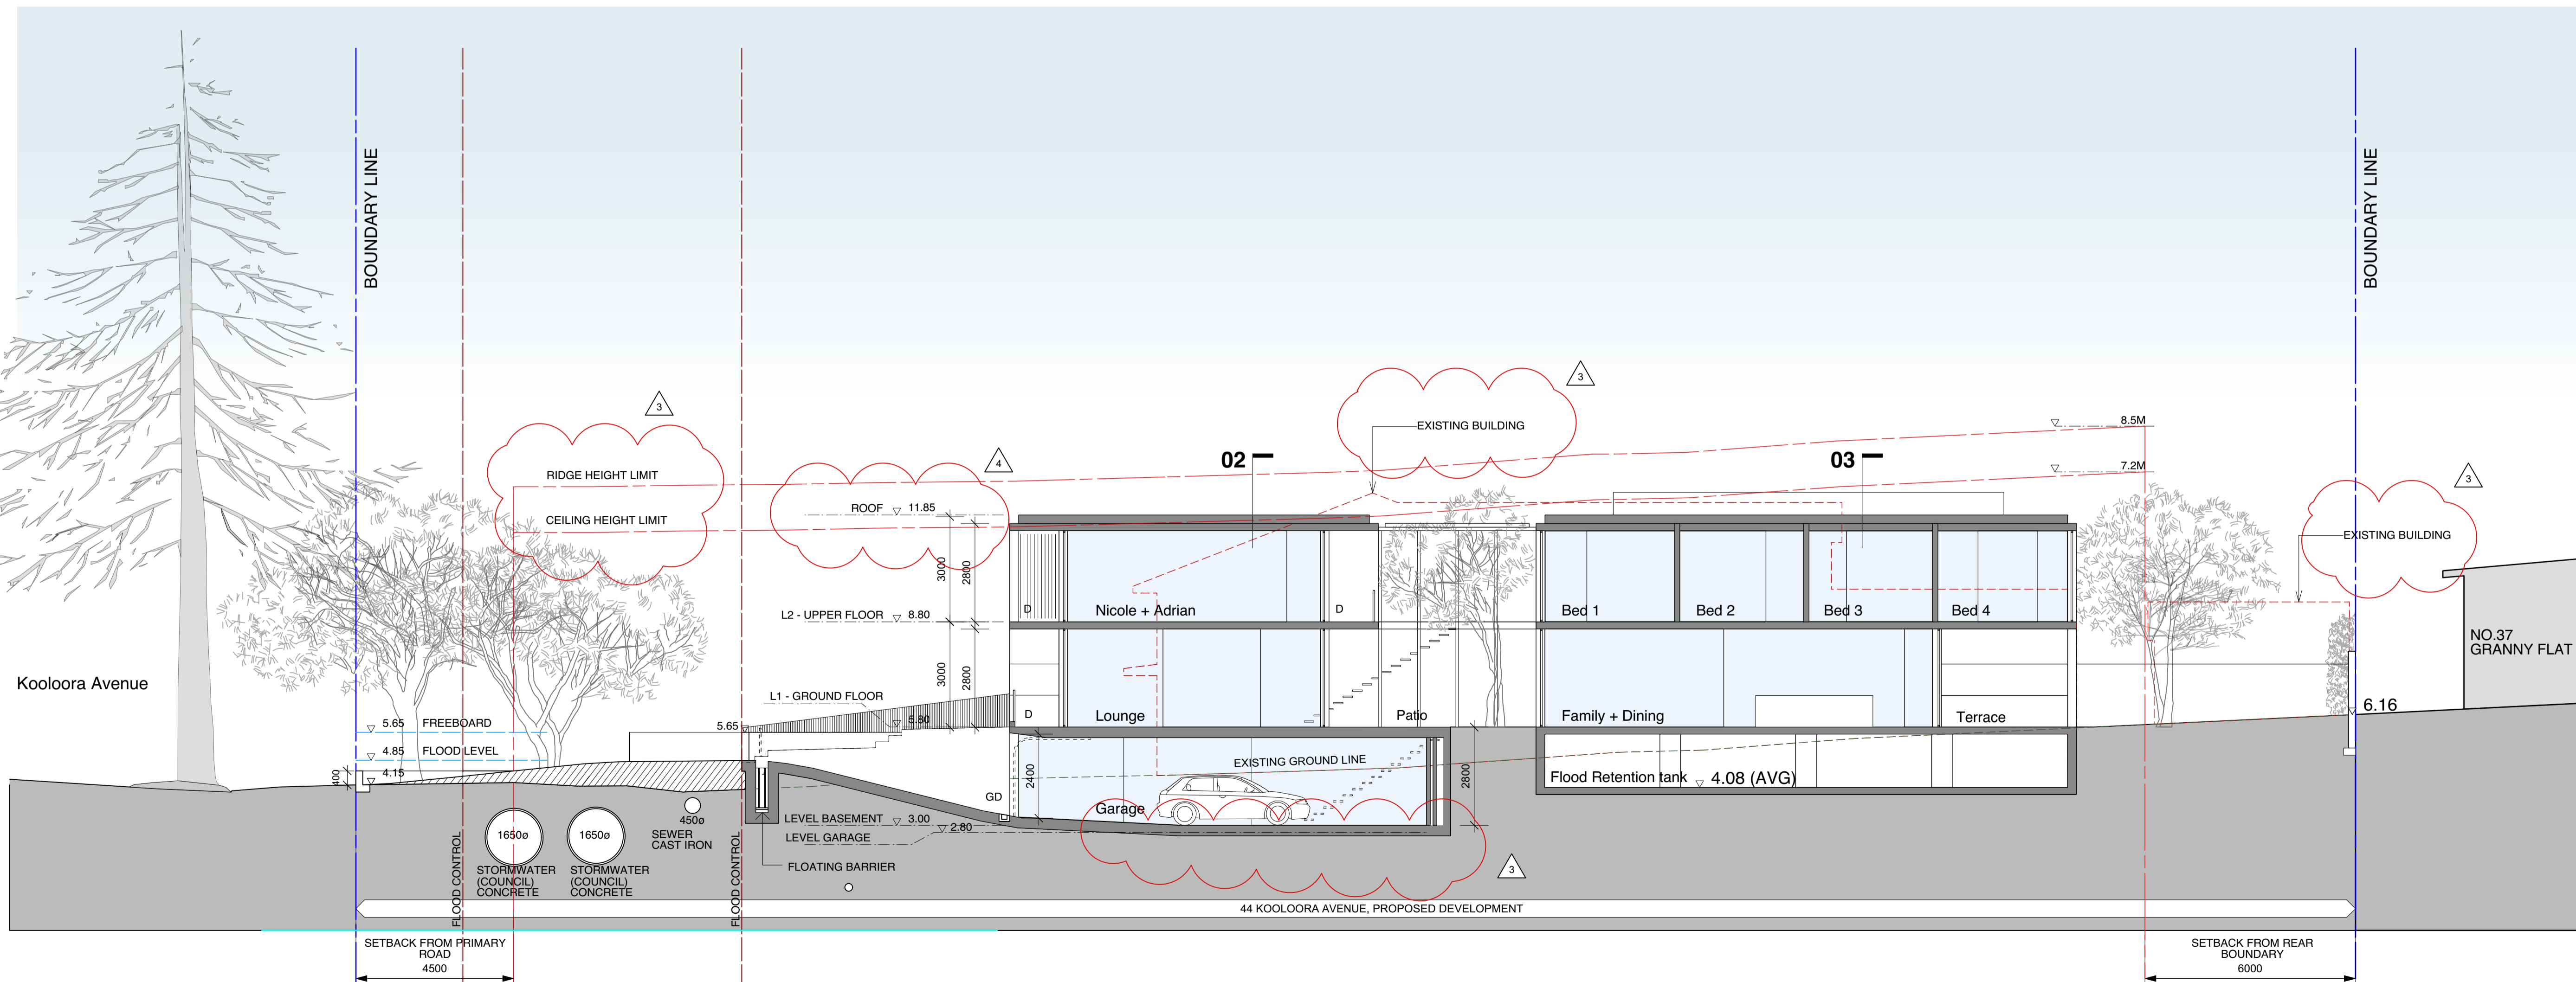 BOUNDARY LINE
BOUNDARY LINE
3
3
EXISTING BUILDING
8.5M
02
03
4
7.2M
RIDGE HEIGHT LIMIT
3
ROOF 11.85
CEILING HEIGHT LIMIT
EXISTING BUILDING
3000
2800
D
Nicole + Adrian
D
Bed 1
Bed 2
Bed 3
Bed 4
L2 - UPPER FLOOR 8.80
NO.37
GRANNY FLAT
Kooloora Avenue
3000
2800
L1 - GROUND FLOOR
5.80
D
Lounge
Patio
Family + Dining
Terrace
6.16
5.65 FREEBOARD
5.65
4.85 FLOOD LEVEL
4.15
400
EXISTING GROUND LINE
2400
2800
Flood Retention tank 4.08 (AVG)
GD
Garage
LEVEL BASEMENT 3.00
2.80
LEVEL GARAGE
450ø
1650ø
1650ø
SEWER
CAST IRON
FLOATING BARRIER
3
STORMWATER
(COUNCIL)
CONCRETE
STORMWATER
(COUNCIL)
CONCRETE
FLOOD CONTROL
FLOOD CONTROL
44 KOOLOORA AVENUE, PROPOSED DEVELOPMENT
SETBACK FROM PRIMARY
ROAD
4500
SETBACK FROM REAR
BOUNDARY
6000